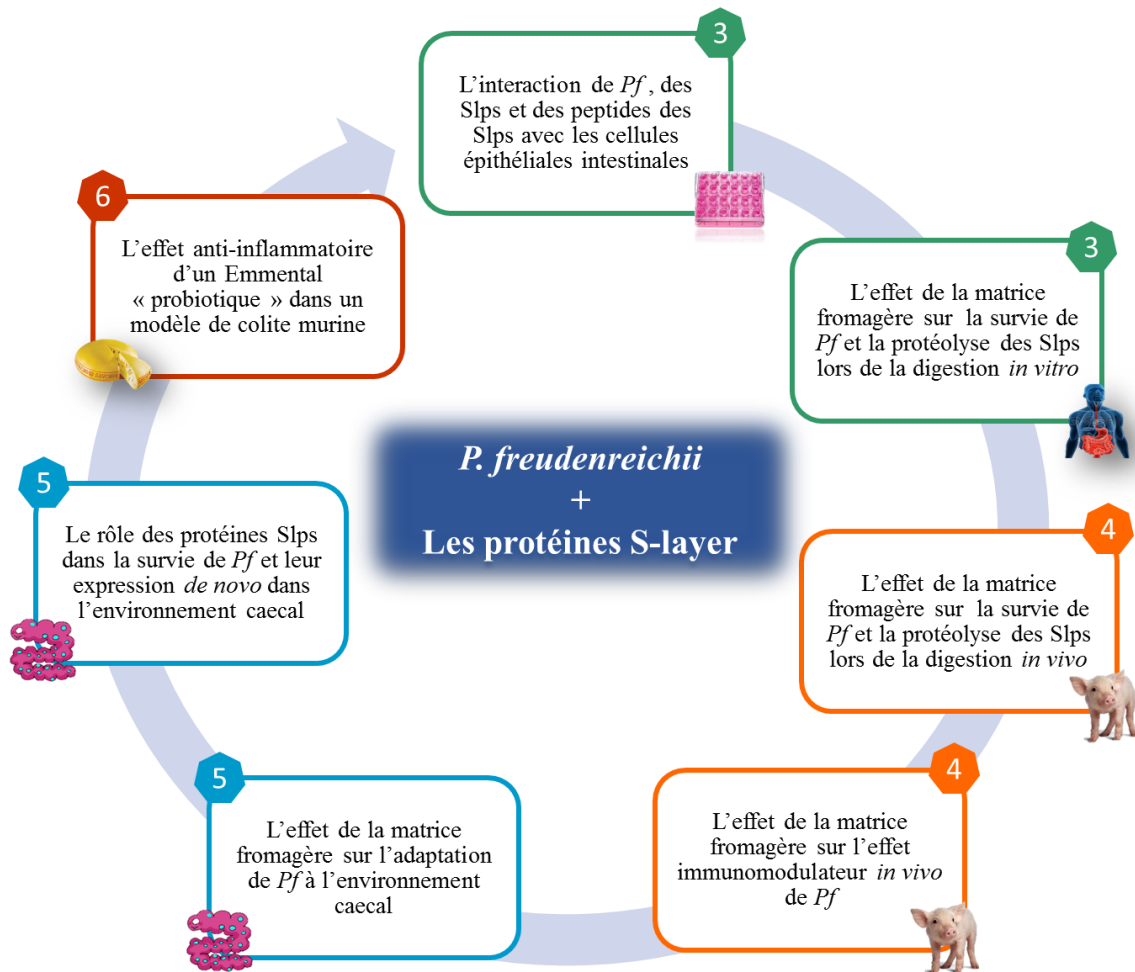 3
L'interaction de Pf , des
Slps et des peptides des
Slps avec les cellules
épithéliales intestinales
3
L'effet de la matrice
fromagère sur la survie de
Pf et la protéolyse des Slps
lors de la digestion in vitro
4
L'effet de la matrice
fromagère sur la survie de
Pf et la protéolyse des Slps
lors de la digestion in vivo
4
L'effet de la matrice
fromagère sur l'effet
immunomodulateur in vivo
de Pf
5
L'effet de la matrice
fromagère sur l'adaptation
de Pf à l'environnement
caecal
5
Le rôle des protéines Slps
dans la survie de Pf et leur
expression de novo dans
l'environnement caecal
6
L'effet anti-inflammatoire
d'un Emmental
« probiotique » dans un
modèle de colite murine
P. freudenreichii
+
Les protéines S-layer